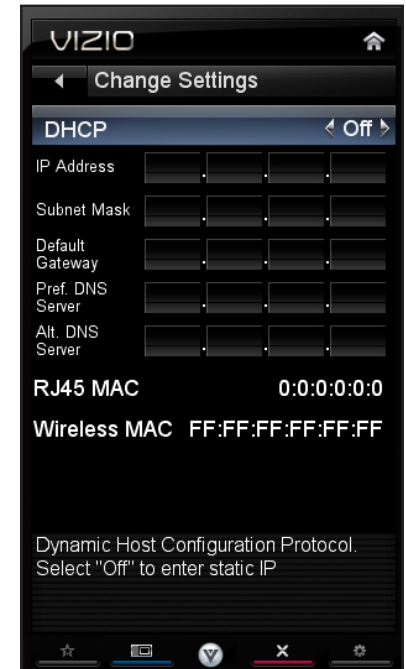 VIZIO
Change Settings
DHCP Off
IP Address . . .
Subnet Mask . . .
Default
Gateway . . .
Pref. DNS
Server . . .
Alt. DNS
Server . . .
RJ45 MAC 0:0:0:0:0:0
Wireless MAC FF:FF:FF:FF:FF:FF
Dynamic Host Configuration Protocol.
Select "Off" to enter static IP
V